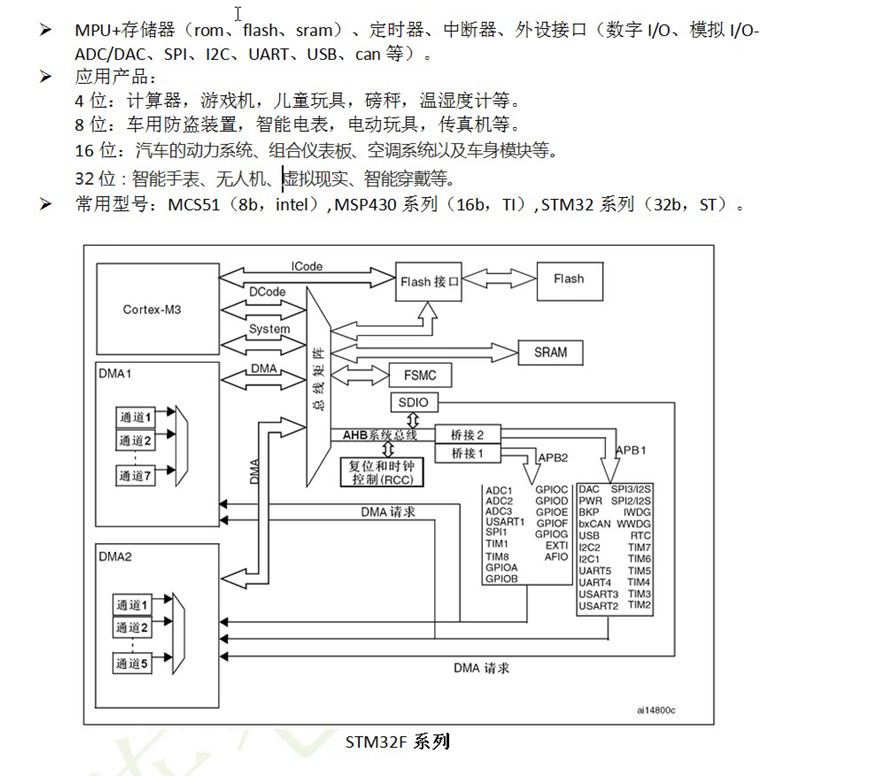 ➢ MPU+存储器（rom、flash、sram）、定时器、中断器、外设接口（数字 I/O、模拟 I/O-
ADC/DAC、SPI、I2C、UART、USB、can 等）。
➢ 应用产品：
4 位：计算器，游戏机，儿童玩具，磅秤，温湿度计等。
8 位：车用防盗装置，智能电表，电动玩具，传真机等。
16 位：汽车的动力系统、组合仪表板、空调系统以及车身模块等。
32 位：智能手表、无人机、虚拟现实、智能穿戴等。
➢ 常用型号：MCS51（8b，intel）,MSP430 系列（16b，TI）,STM32 系列（32b，ST）。
Cortex-M3
ICode
DCode
System
DMA
总线矩阵
Flash 接口
Flash
SRAM
FSMC
SDIO
AHB系统总线
桥接 2
桥接 1
APB2
APB1
复位和时钟
控制(RCC)
DMA
DMA1
通道1
通道2
通道7
DMA 请求
ADC1 GPIOC
ADC2 GPIOD
ADC3 GPIOE
USART1 GPIOF
SPI1 GPIOG
TIM1 EXTI
TIM8 AFIO
GPIOA
GPIOB
DAC SPI3/I2S
PWR SPI2/I2S
BKP IWDG
bxCAN WWDG
USB RTC
I2C2 TIM7
I2C1 TIM6
UART5 TIM5
UART4 TIM4
USART3 TIM3
USART2 TIM2
DMA2
通道1
通道2
通道5
DMA 请求
ai14800c
STM32F 系列